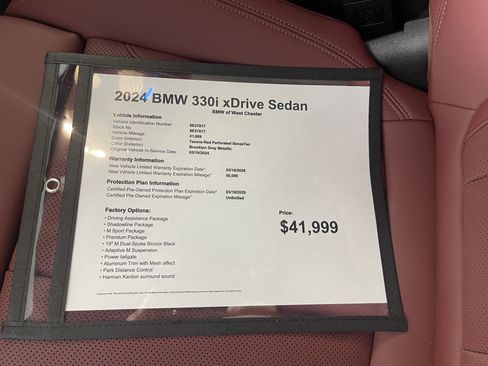 2024 BMW 330i xDrive Sedan
BMW of West Chester
Vehicle Information
Vehicle Identification Number 8E37917
Stock No 8E37917
Vehicle Mileage 31,955
Color (Interior) Tacora Red Perforated SensaTec
Color (Exterior) Brooklyn Grey Metallic
Original Vehicle In-Service Date 03/19/2024
Warranty Information
New Vehicle Limited Warranty Expiration Date* 03/19/2028
New Vehicle Limited Warranty Expiration Mileage* 50,000
Protection Plan Information
Certified Pre-Owned Protection Plan Expiration Date* 03/19/2029
Certified Pre-Owned Expiration Mileage* Unlimited
Factory Options:
• Driving Assistance Package
• Shadowline Package
• M Sport Package
• Premium Package
• 19" M Dual-Spoke Bicolor Black
• Adaptive M Suspension
• Power tailgate
• Aluminum Trim with Mesh effect
• Park Distance Control
• Harman Kardon surround sound
Price:
$41,999